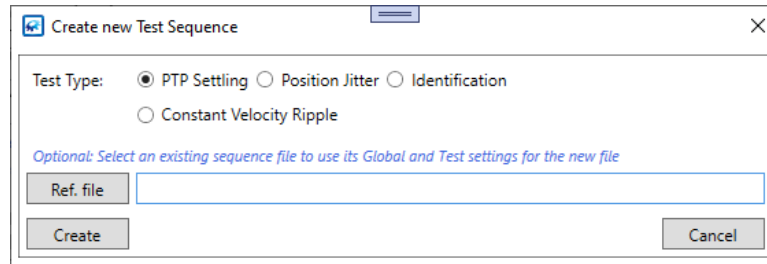 Create new Test Sequence
Test Type: PTP Settling Position Jitter Identification
Constant Velocity Ripple
Optional: Select an existing sequence file to use its Global and Test settings for the new file
Ref. file
Create Cancel